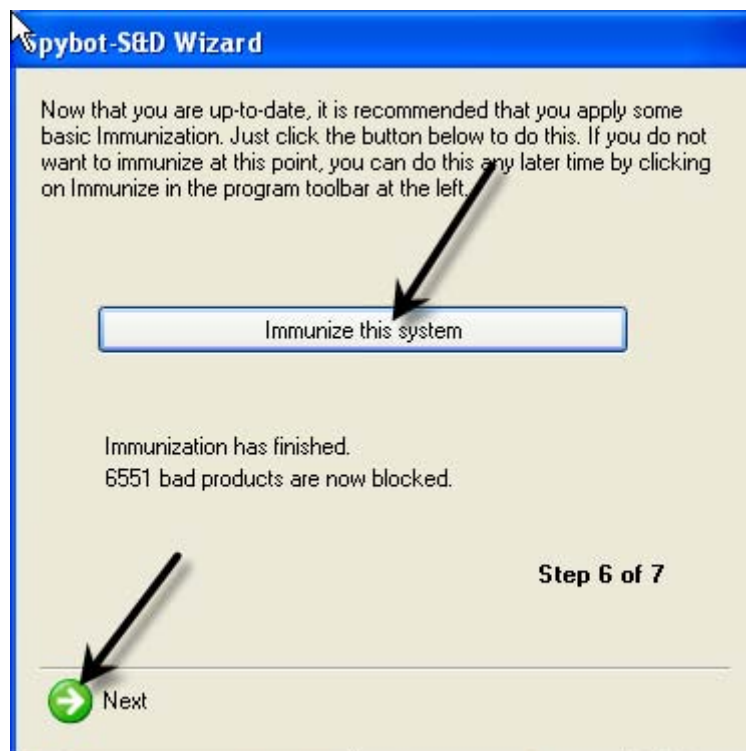 Spybot-S&D Wizard
Now that you are up-to-date, it is recommended that you apply some
basic Immunization. Just click the button below to do this. If you do not
want to immunize at this point, you can do this any later time by clicking
on Immunize in the program toolbar at the left.
Immunize this system
Immunization has finished.
6551 bad products are now blocked.
Step 6 of 7
Next